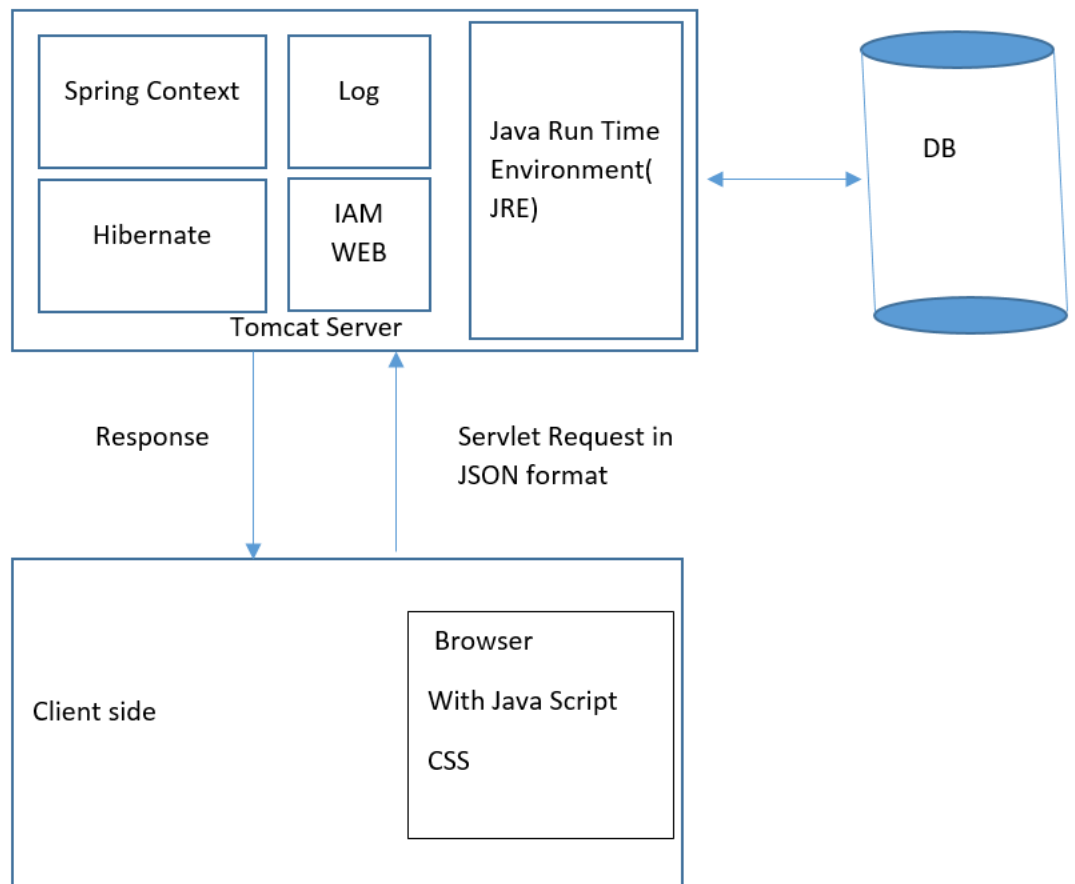 Spring Context
Log
Java Run Time
Environment(
JRE)
DB
Hibernate
IAM
WEB
Tomcat Server
Response
Servlet Request in
JSON format
Browser
With Java Script
Client side
CSS